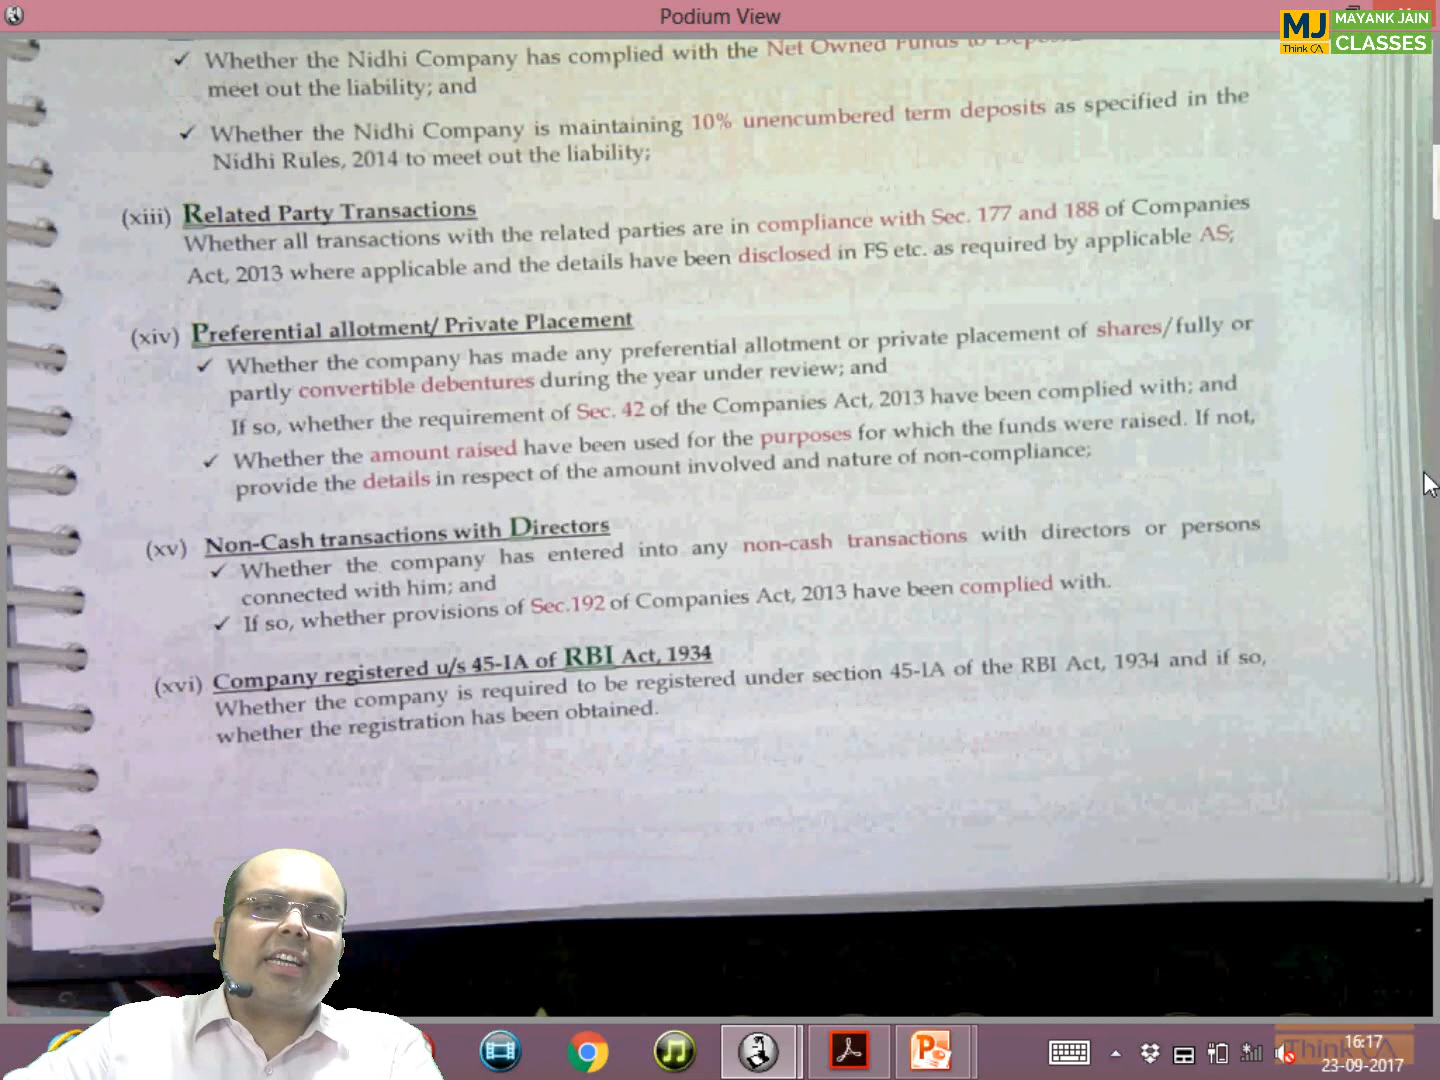 Podium View
MJ
Think CA
MAYANK JAIN
CLASSES
✓ Whether the Nidhi Company has complied with the Net Owned Funds to
meet out the liability; and
✓ Whether the Nidhi Company is maintaining 10% unencumbered term deposits as specified in the
Nidhi Rules, 2014 to meet out the liability;
(xiii) Related Party Transactions
Whether all transactions with the related parties are in compliance with Sec. 177 and 188 of Companies
Act, 2013 where applicable and the details have been disclosed in FS etc. as required by applicable AS;
(xiv) Preferential allotment/ Private Placement
✓ Whether the company has made any preferential allotment or private placement of shares/fully or
partly convertible debentures during the year under review; and
If so, whether the requirement of Sec. 42 of the Companies Act, 2013 have been complied with; and
✓ Whether the amount raised have been used for the purposes for which the funds were raised. If not,
provide the details in respect of the amount involved and nature of non-compliance;
(xv) Non-Cash transactions with Directors
✓ Whether the company has entered into any non-cash transactions with directors or persons
connected with him; and
✓ If so, whether provisions of Sec.192 of Companies Act, 2013 have been complied with.
(xvi) Company registered u/s 45-IA of RBI Act, 1934
Whether the company is required to be registered under section 45-IA of the RBI Act, 1934 and if so,
whether the registration has been obtained.
Think CA
16:17
23-09-2017